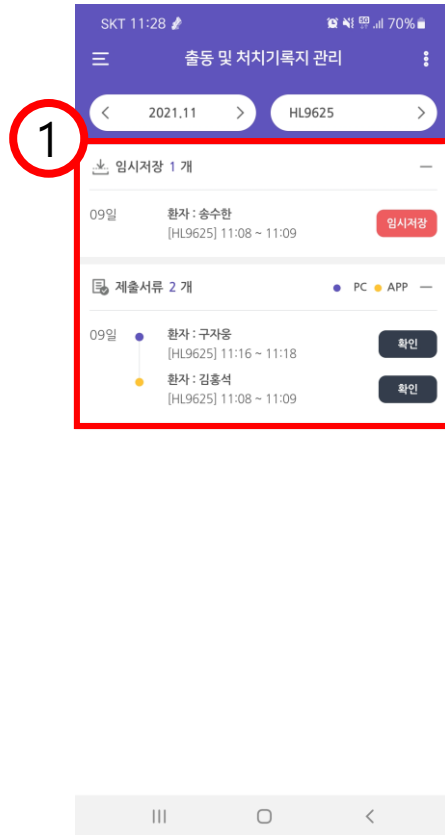 SKT 11:28 70%
출동 및 처치기록지 관리
2021.11 HL9625
1
임시저장 1 개
09일 환자 : 송수한 임시저장
[HL9625] 11:08 ~ 11:09
제출서류 2 개 PC APP
09일 환자 : 구자웅 확인
[HL9625] 11:16 ~ 11:18
환자 : 김홍석 확인
[HL9625] 11:08 ~ 11:09